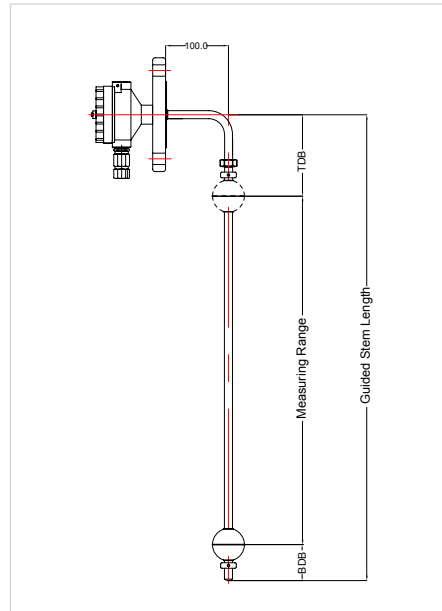 100.0
TDB
Measuring Range
Guided Stem Length
BDB